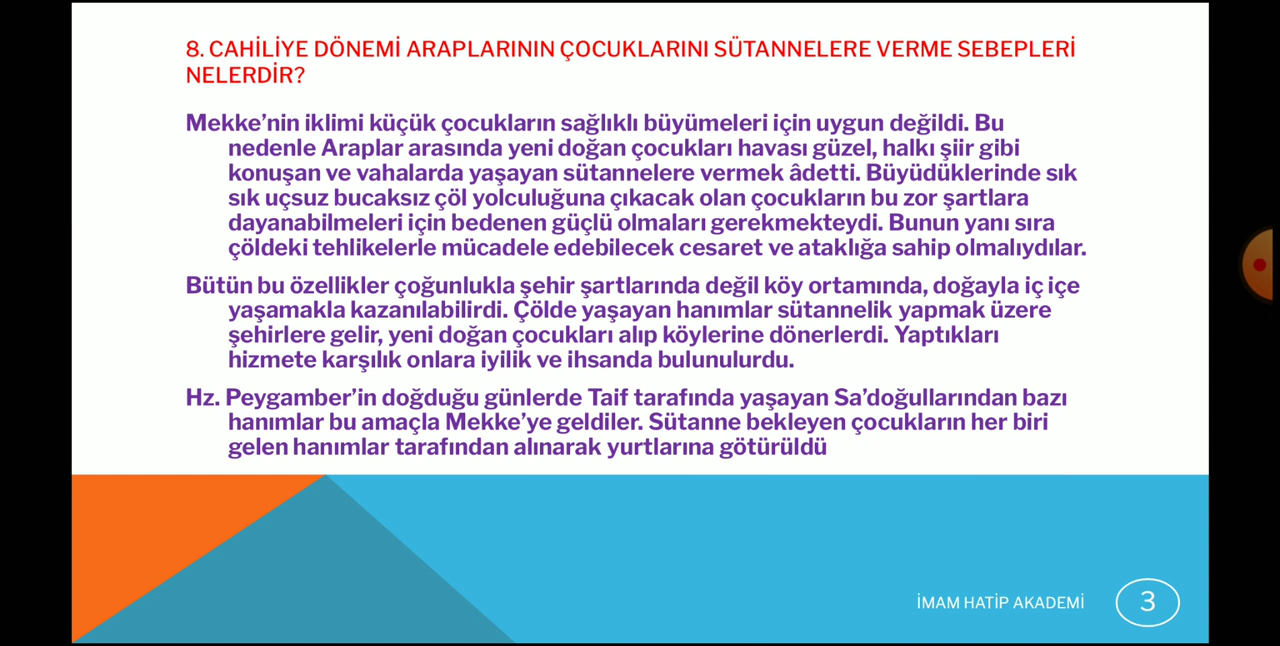 8. CAHİLİYE DÖNEMİ ARAPLARININ ÇOCUKLARINI SÜTANNELERE VERME SEBEPLERİ
NELERDİR?
Mekke’nin iklimi küçük çocukların sağlıklı büyümeleri için uygun değildi. Bu
nedenle Araplar arasında yeni doğan çocukları havası güzel, halkı şiir gibi
konuşan ve vahalarda yaşayan sütannelere vermek âdetti. Büyüdüklerinde sık
sık uçsuz bucaksız çöl yolculuğuna çıkacak olan çocukların bu zor şartlara
dayanabilmeleri için bedenen güçlü olmaları gerekmekteydi. Bunun yanı sıra
çöldeki tehlikelerle mücadele edebilecek cesaret ve ataklığa sahip olmalıydılar.
Bütün bu özellikler çoğunlukla şehir şartlarında değil köy ortamında, doğayla iç içe
yaşamakla kazanılabilirdi. Çölde yaşayan hanımlar sütannelik yapmak üzere
şehirlere gelir, yeni doğan çocukları alıp köylerine dönerlerdi. Yaptıkları
hizmete karşılık onlara iyilik ve ihsanda bulunulurdu.
Hz. Peygamber’in doğduğu günlerde Taif tarafında yaşayan Sa’doğullarından bazı
hanımlar bu amaçla Mekke’ye geldiler. Sütanne bekleyen çocukların her biri
gelen hanımlar tarafından alınarak yurtlarına götürüldü
İMAM HATİP AKADEMİ
3